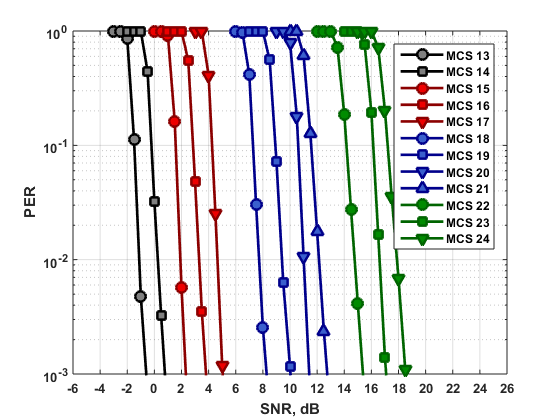 10^0
10^-1
10^-2
10^-3
PER
-6 -4 -2 0 2 4 6 8 10 12 14 16 18 20 22 24 26
SNR, dB
MCS 13
MCS 14
MCS 15
MCS 16
MCS 17
MCS 18
MCS 19
MCS 20
MCS 21
MCS 22
MCS 23
MCS 24